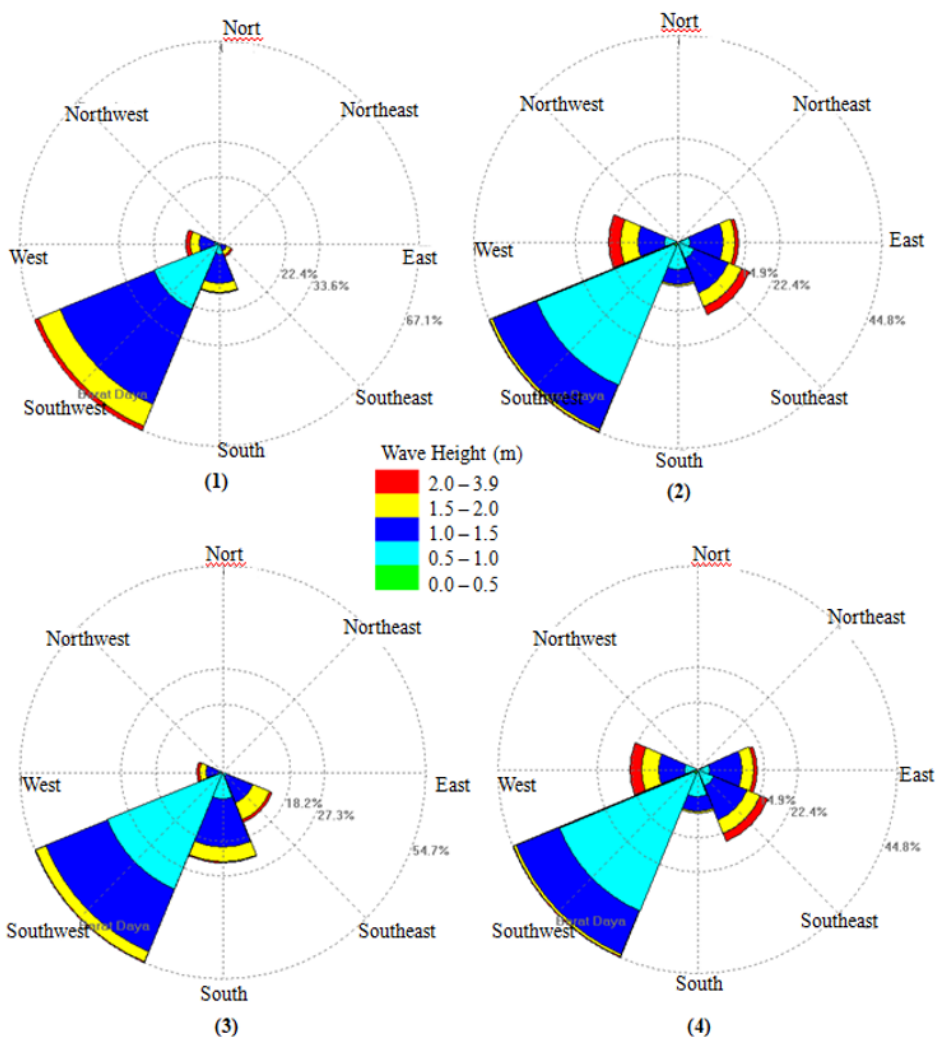 Nort
Northwest
Northeast
West
East
22.4%
33.6%
67.1%
Barat Daya
Southwest
Southeast
South
(1)
Nort
Northwest
Northeast
West
East
4.9%
22.4%
44.8%
Southwest
Daya
Southeast
South
(2)
Wave Height (m)
2.0 – 3.9
1.5 – 2.0
1.0 – 1.5
0.5 – 1.0
0.0 – 0.5
Nort
Northwest
Northeast
West
East
18.2%
27.3%
54.7%
Barat Daya
Southwest
Southeast
South
(3)
Nort
Northwest
Northeast
West
East
4.9%
22.4%
44.8%
Barat Daya
Southwest
Southeast
South
(4)